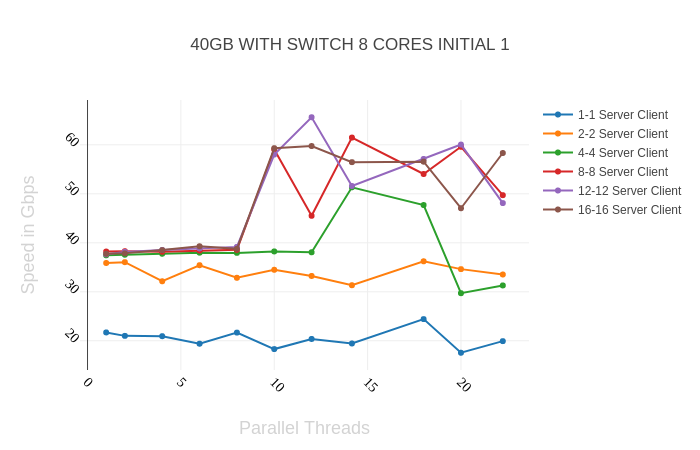 40GB WITH SWITCH 8 CORES INITIAL 1
1-1 Server Client
2-2 Server Client
4-4 Server Client
8-8 Server Client
12-12 Server Client
16-16 Server Client
Speed in Gbps
60
50
40
30
20
0
5
10
15
20
Parallel Threads